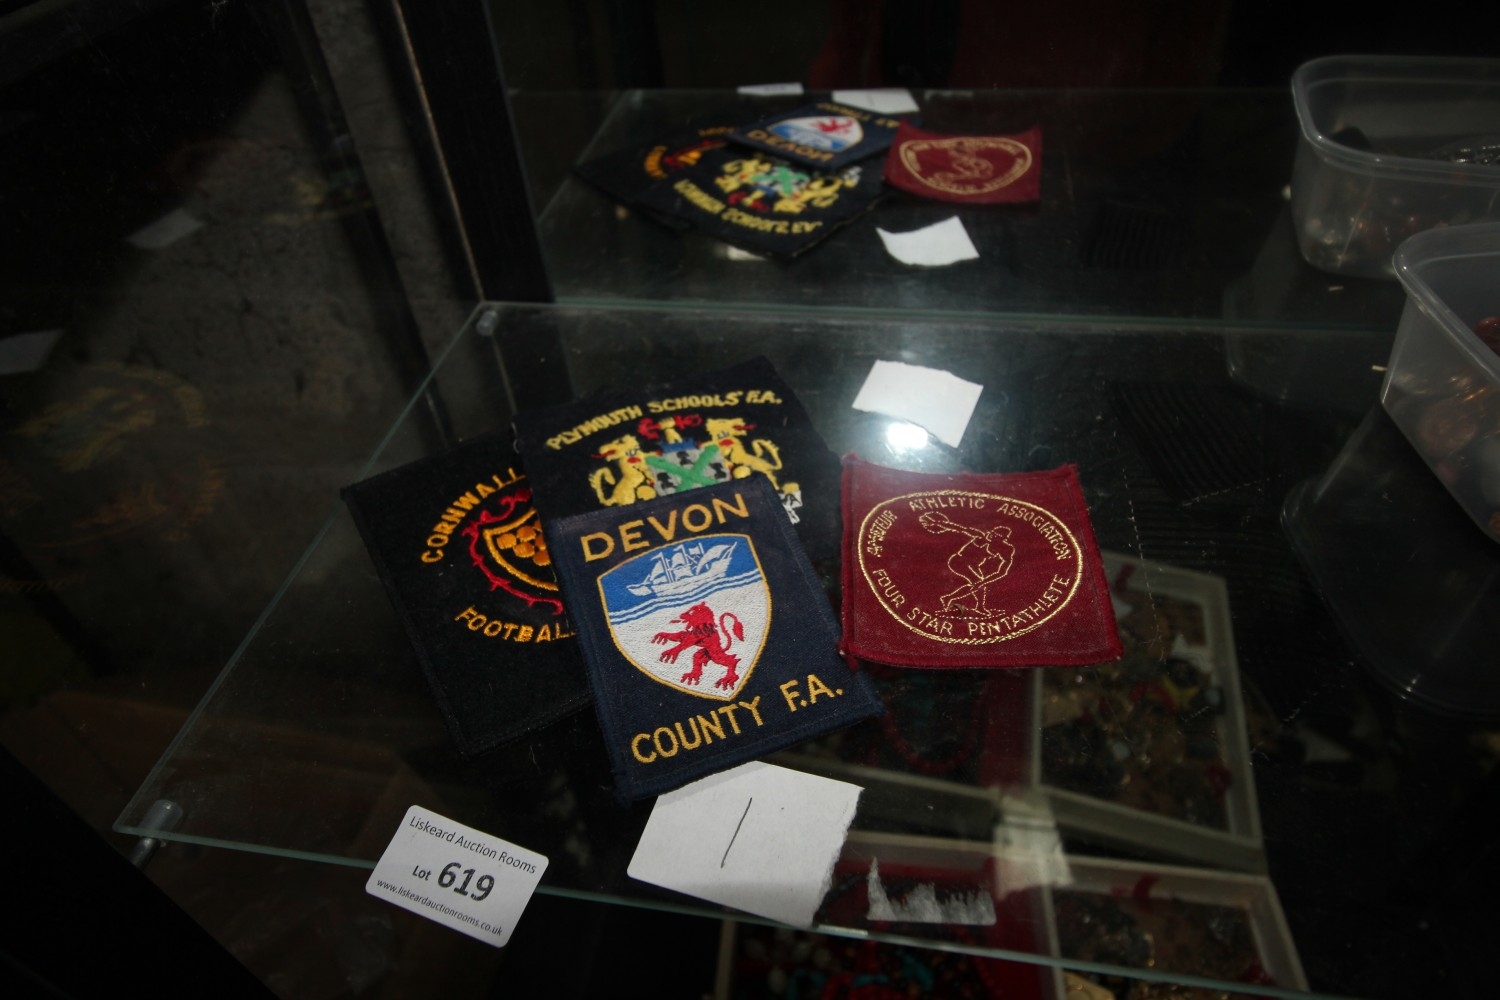 PLYMOUTH SCHOOLS' F.A.
CORNWALL
FOOTBALL
DEVON
COUNTY F.A.
AMATEUR ATHLETIC ASSOCIATION
FOUR STAR PENTATHLETE
1
Liskeard Auction Rooms
Lot 619
www.liskeardauctionrooms.co.uk